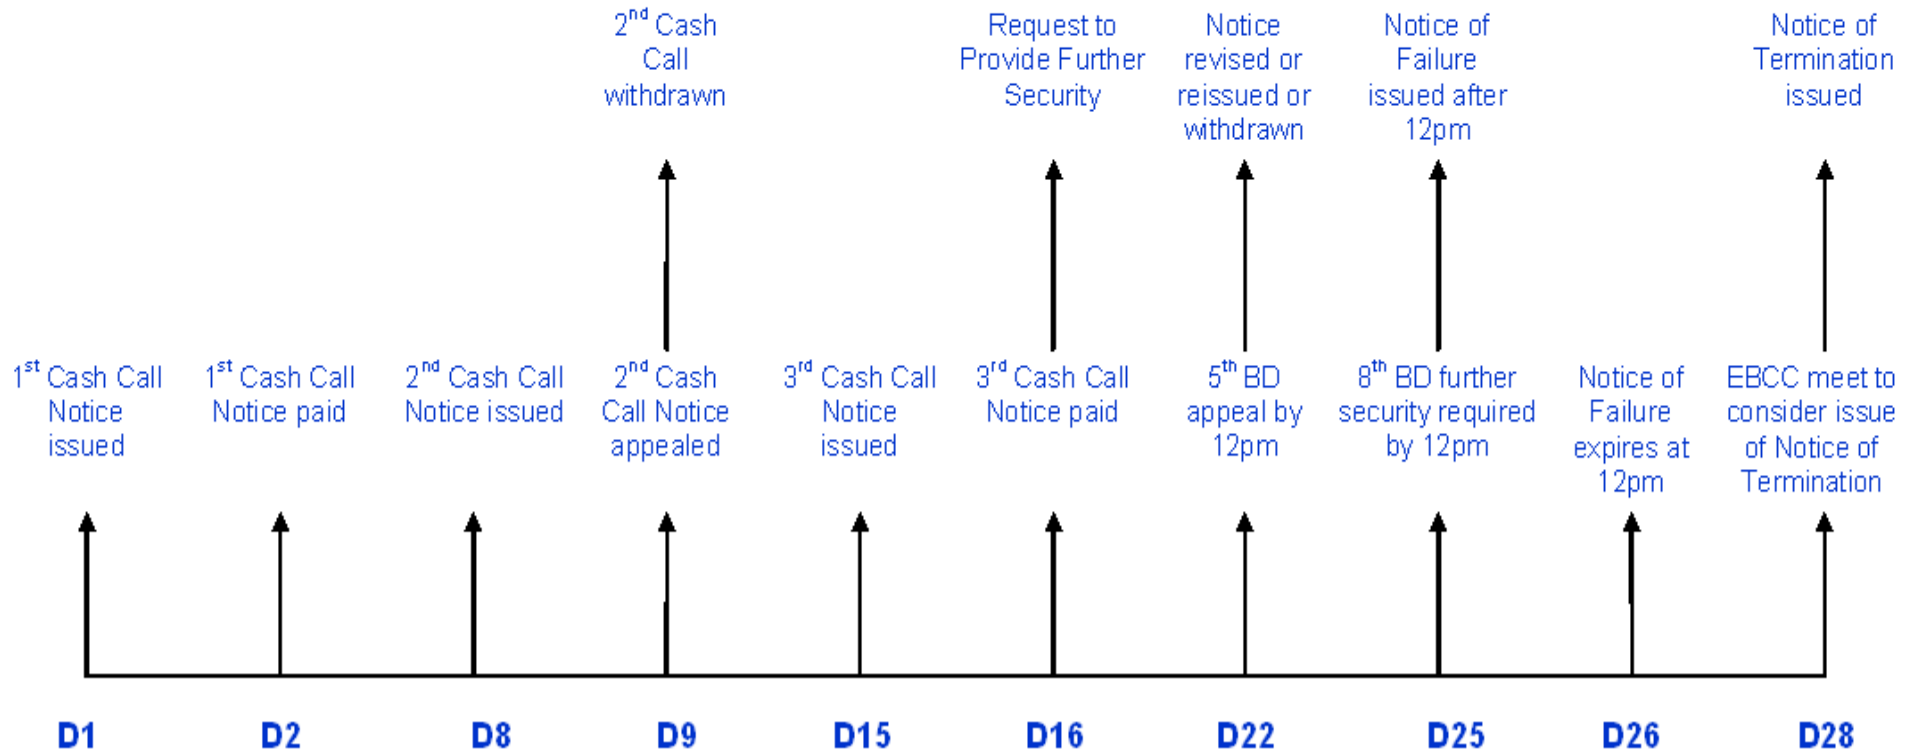 2nd Cash
Call
withdrawn
Request to
Provide Further
Security
Notice
revised or
reissued or
withdrawn
Notice of
Failure
issued after
12pm
Notice of
Termination
issued
1st Cash Call
Notice
issued
1st Cash Call
Notice paid
2nd Cash Call
Notice issued
2nd Cash
Call Notice
appealed
3rd Cash Call
Notice
issued
3rd Cash Call
Notice paid
5th BD
appeal by
12pm
8th BD further
security required
by 12pm
Notice of
Failure
expires at
12pm
EBCC meet to
consider issue
of Notice of
Termination
D1 D2 D8 D9 D15 D16 D22 D25 D26 D28